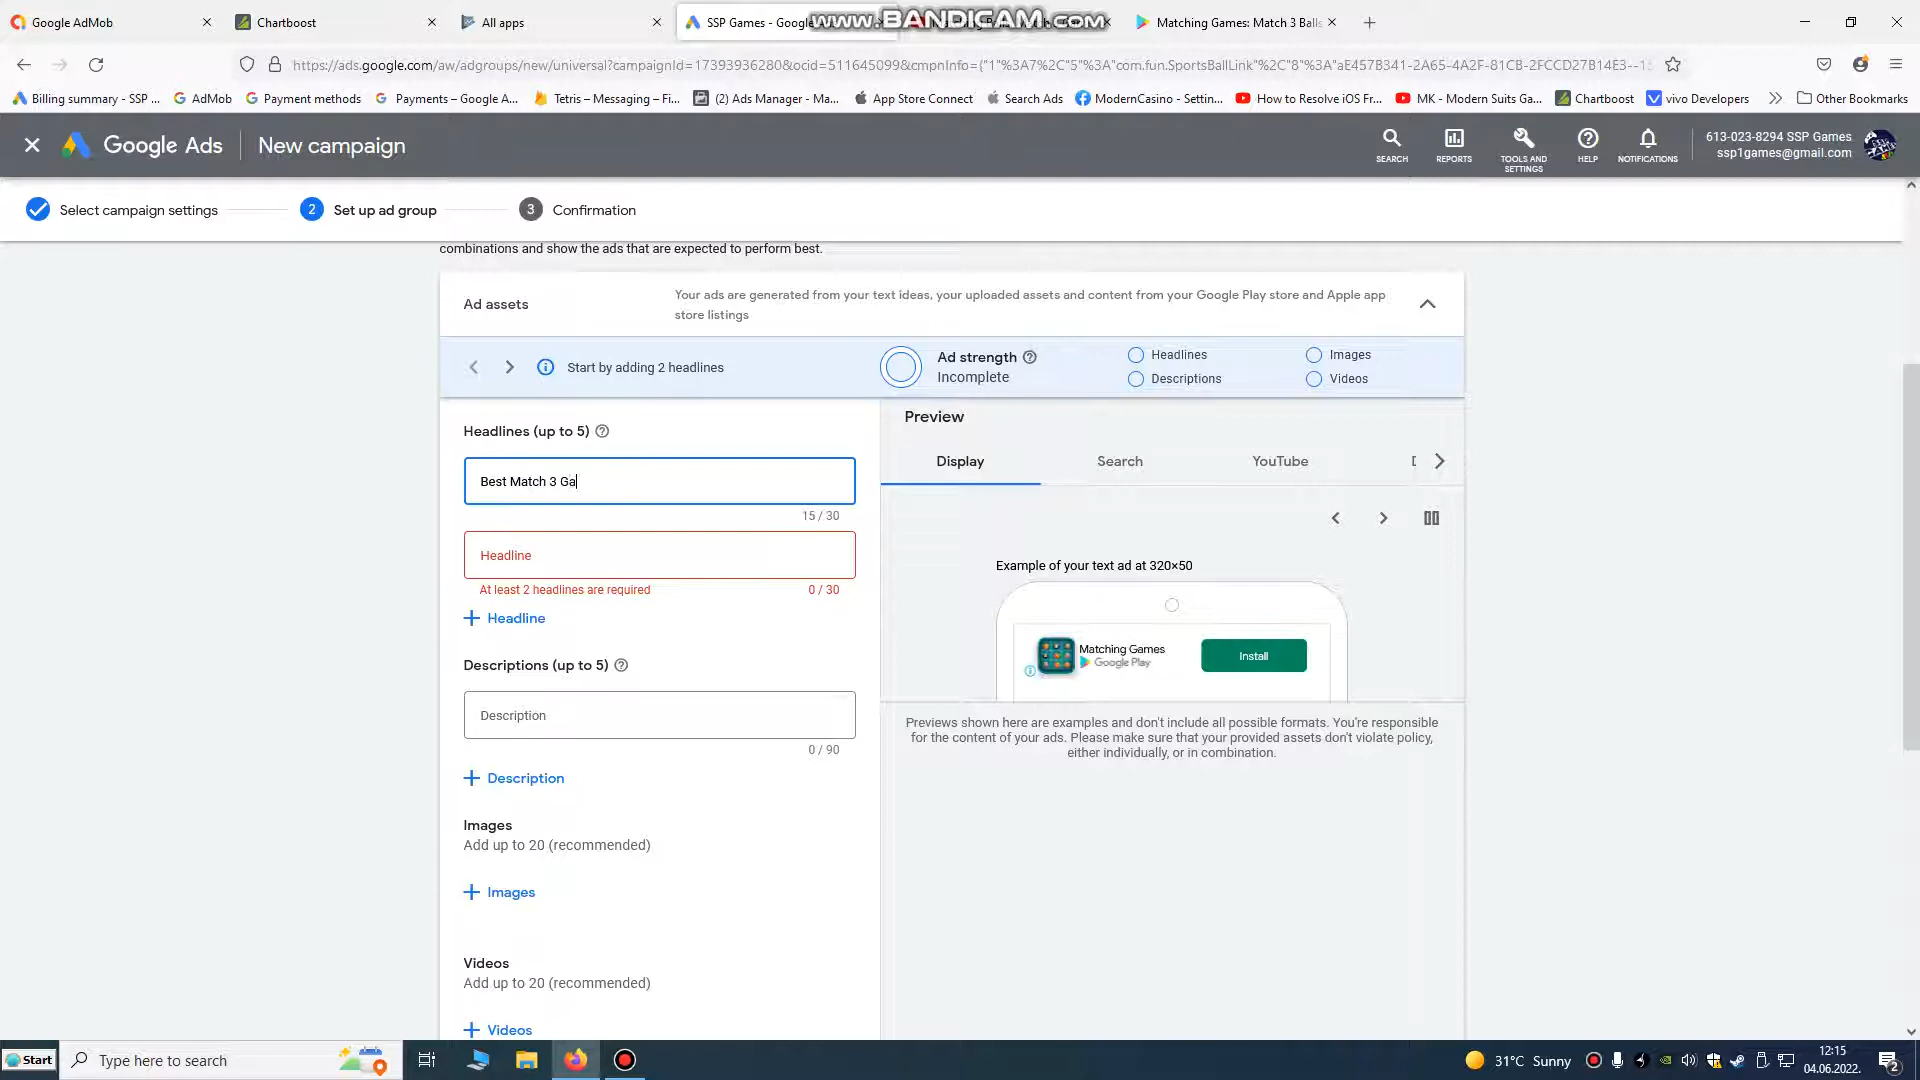 Google AdMob
Chartboost
All apps
SSP Games - Google
www.BANDICAM.com
Matching Games: Match 3 Balls
https://ads.google.com/aw/adgroups/new/universal?campaignId=17393936280&ocid=511645099&cmpnInfo={"1"%3A7%2C"5"%3A"com.fun.SportsBallLink"%2C"8"%3A"aE457B341-2A65-4A2F-81CB-2FCCD27B14E3--15
Billing summary - SSP ...
AdMob
Payment methods
Payments – Google A...
Tetris – Messaging – Fi...
(2) Ads Manager - Ma...
App Store Connect
Search Ads
ModernCasino - Settin...
How to Resolve iOS Fr...
MK - Modern Suits Ga...
Chartboost
vivo Developers
Other Bookmarks
Google Ads
New campaign
SEARCH
REPORTS
TOOLS AND SETTINGS
HELP
NOTIFICATIONS
613-023-8294 SSP Games
ssp1games@gmail.com
Select campaign settings
2 Set up ad group
3 Confirmation
combinations and show the ads that are expected to perform best.
Ad assets
Your ads are generated from your text ideas, your uploaded assets and content from your Google Play store and Apple app
store listings
Start by adding 2 headlines
Ad strength
Incomplete
Headlines
Images
Descriptions
Videos
Headlines (up to 5)
Best Match 3 Ga
15 / 30
Headline
At least 2 headlines are required
0 / 30
Headline
Descriptions (up to 5)
Description
0 / 90
Description
Images
Add up to 20 (recommended)
Images
Videos
Add up to 20 (recommended)
Videos
Preview
Display
Search
YouTube
Example of your text ad at 320×50
Matching Games
Google Play
Install
Previews shown here are examples and don't include all possible formats. You're responsible
for the content of your ads. Please make sure that your provided assets don't violate policy,
either individually, or in combination.
Start
Type here to search
31°C Sunny
12:15
04.06.2022.
2